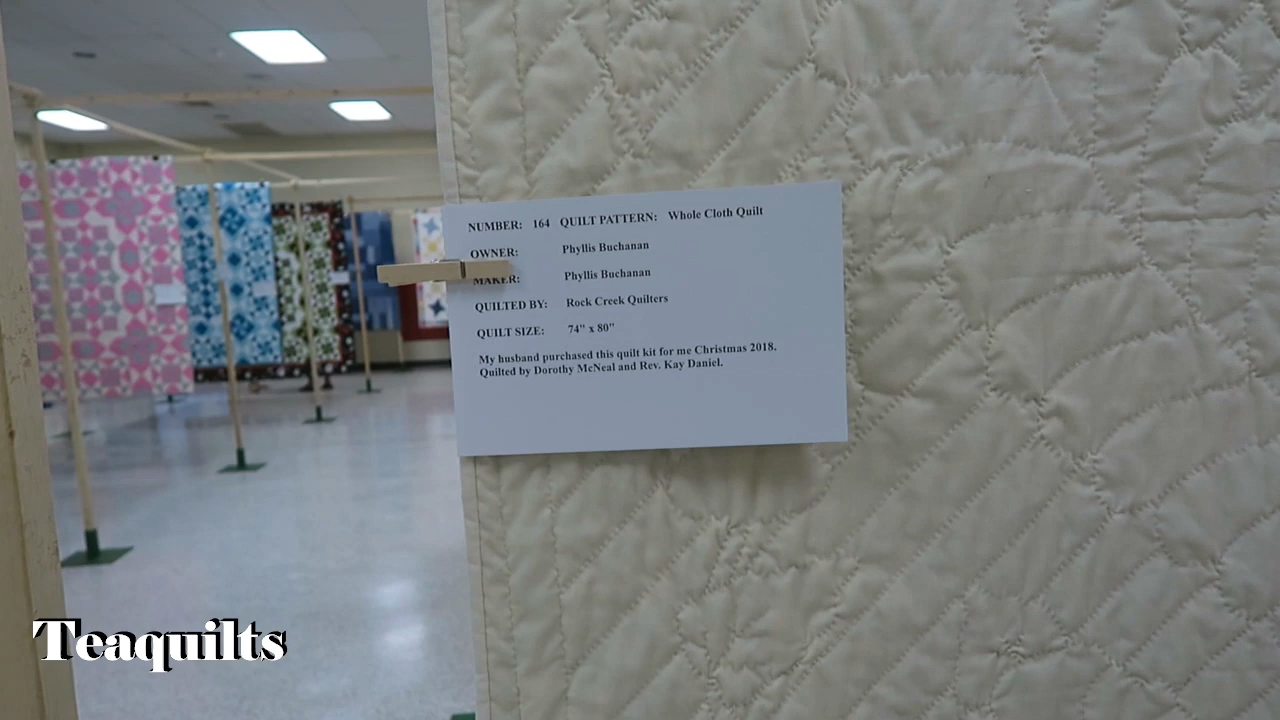 NUMBER: 164 QUILT PATTERN: Whole Cloth Quilt
OWNER: Phyllis Buchanan
MAKER: Phyllis Buchanan
QUILTED BY: Rock Creek Quilters
QUILT SIZE: 74" x 80"
My husband purchased this quilt kit for me Christmas 2018.
Quilted by Dorothy McNeal and Rev. Kay Daniel.
Teaquilts